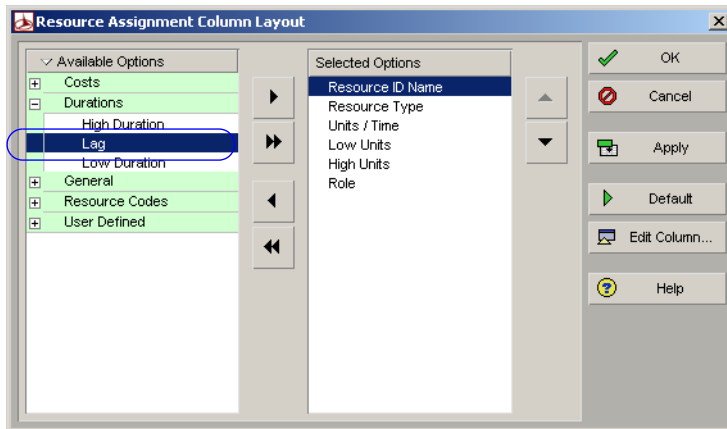 Resource Assignment Column Layout
Available Options
Costs
Durations
High Duration
Lag
Low Duration
General
Resource Codes
User Defined
Selected Options
Resource ID Name
Resource Type
Units / Time
Low Units
High Units
Role
OK
Cancel
Apply
Default
Edit Column...
Help